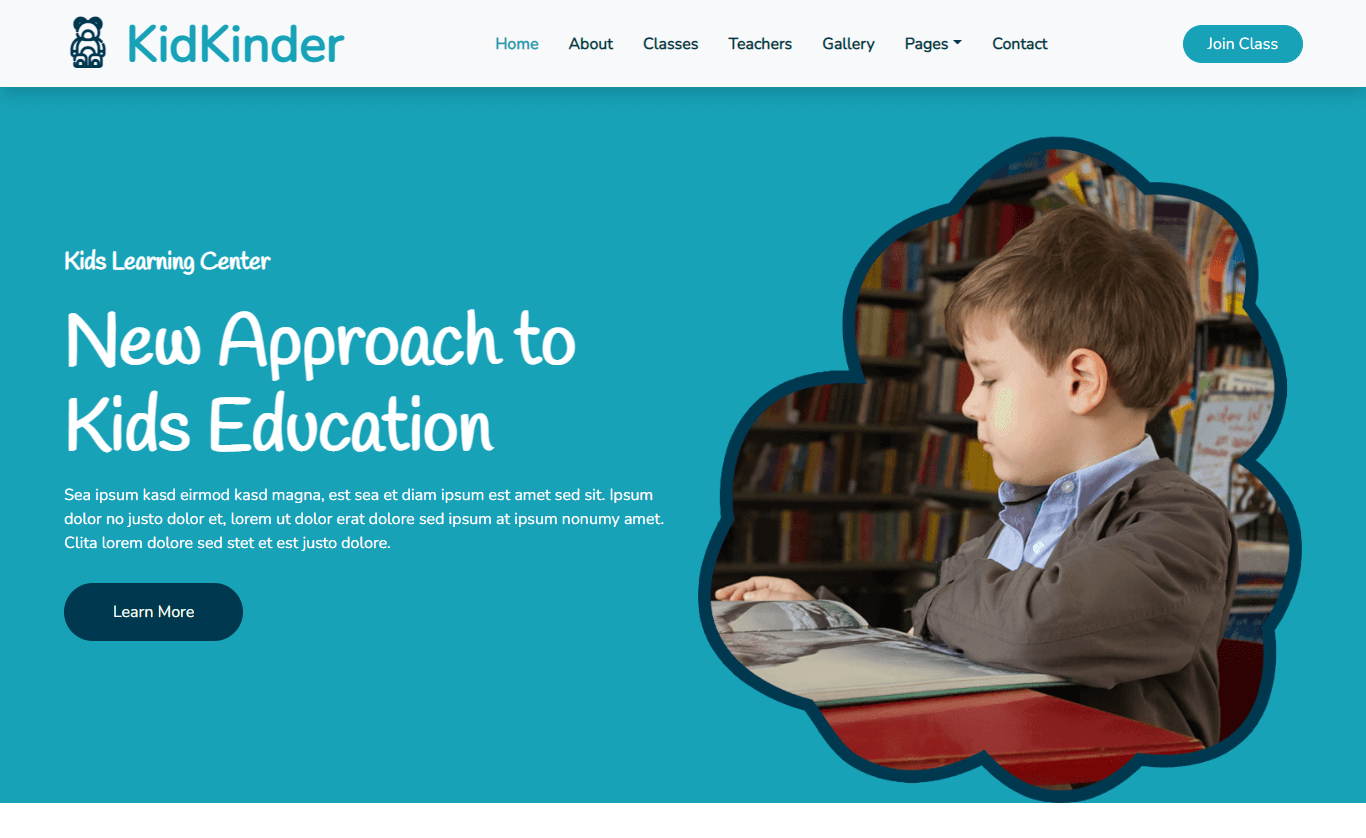 KidKinder
Home About Classes Teachers Gallery Pages Contact
Join Class
Kids Learning Center
New Approach to
Kids Education
Sea ipsum kasd eirmod kasd magna, est sea et diam ipsum est amet sed sit. Ipsum
dolor no justo dolor et, lorem ut dolor erat dolore sed ipsum at ipsum nonumy amet.
Clita lorem dolore sed stet et est justo dolore.
Learn More